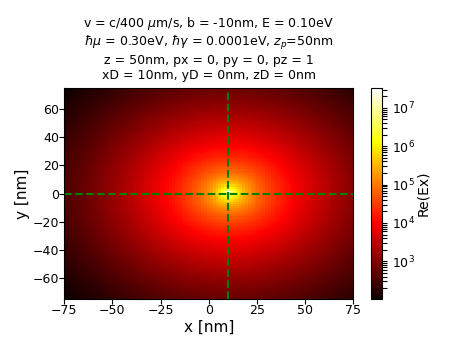 v = c/400 μm/s, b = -10nm, E = 0.10eV
ℏμ = 0.30eV, ℏγ = 0.0001eV, z_p=50nm
z = 50nm, px = 0, py = 0, pz = 1
xD = 10nm, yD = 0nm, zD = 0nm
60
40
20
0
−20
−40
−60
y [nm]
−75 −50 −25 0 25 50 75
x [nm]
10^7
10^6
10^5
10^4
10^3
Re(Ex)